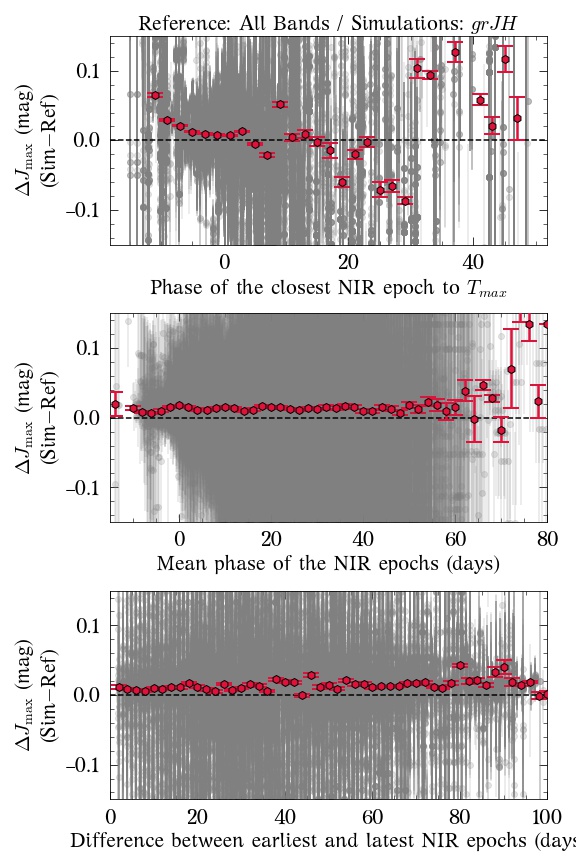 Reference: All Bands / Simulations: grJH
0.1
0.0
−0.1
ΔJmax (mag)
(Sim−Ref)
0 20 40
Phase of the closest NIR epoch to Tmax
0.1
0.0
−0.1
ΔJmax (mag)
(Sim−Ref)
0 20 40 60 80
Mean phase of the NIR epochs (days)
0.1
0.0
−0.1
ΔJmax (mag)
(Sim−Ref)
0 20 40 60 80 100
Difference between earliest and latest NIR epochs (days